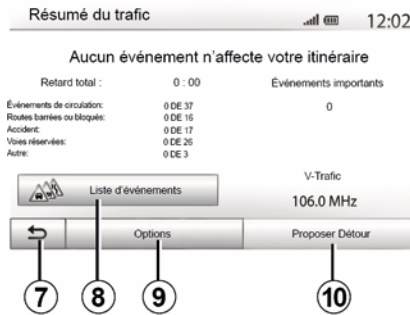 Résumé du trafic 12:02
Aucun événement n'affecte votre itinéraire
Retard total : 0 : 00 Événements importants
0
Événements de circulation: 0 DE 37
Routes barrées ou bloqués: 0 DE 16
Accident: 0 DE 17
Voies réservées: 0 DE 26
Autre: 0 DE 3
V-Trafic
Liste d'événements 106.0 MHz
Options Proposer Détour
7 8 9 10